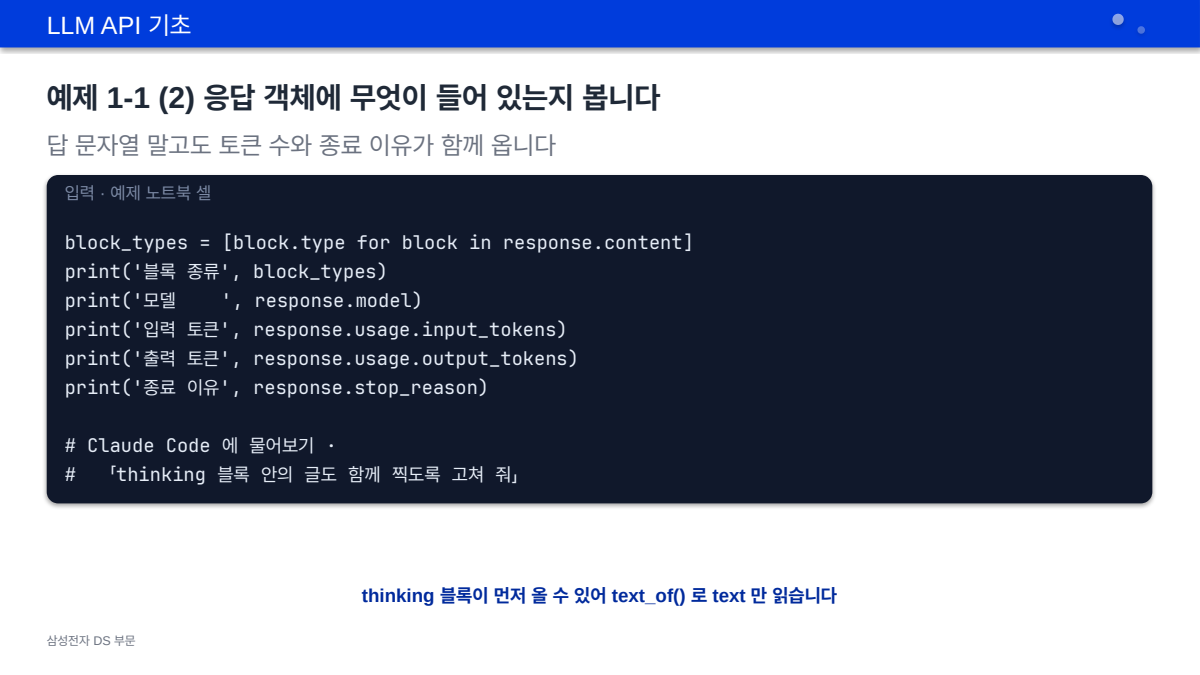 LLM API 기초
예제 1-1 (2) 응답 객체에 무엇이 들어 있는지 봅니다
답 문자열 말고도 토큰 수와 종료 이유가 함께 옵니다
입력 · 예제 노트북 셀
block_types = [block.type for block in response.content]
print('블록 종류', block_types)
print('모델    ', response.model)
print('입력 토큰', response.usage.input_tokens)
print('출력 토큰', response.usage.output_tokens)
print('종료 이유', response.stop_reason)
# Claude Code 에 물어보기 ·
#  「thinking 블록 안의 글도 함께 찍도록 고쳐 줘」
thinking 블록이 먼저 올 수 있어 text_of() 로 text 만 읽습니다
삼성전자 DS 부문